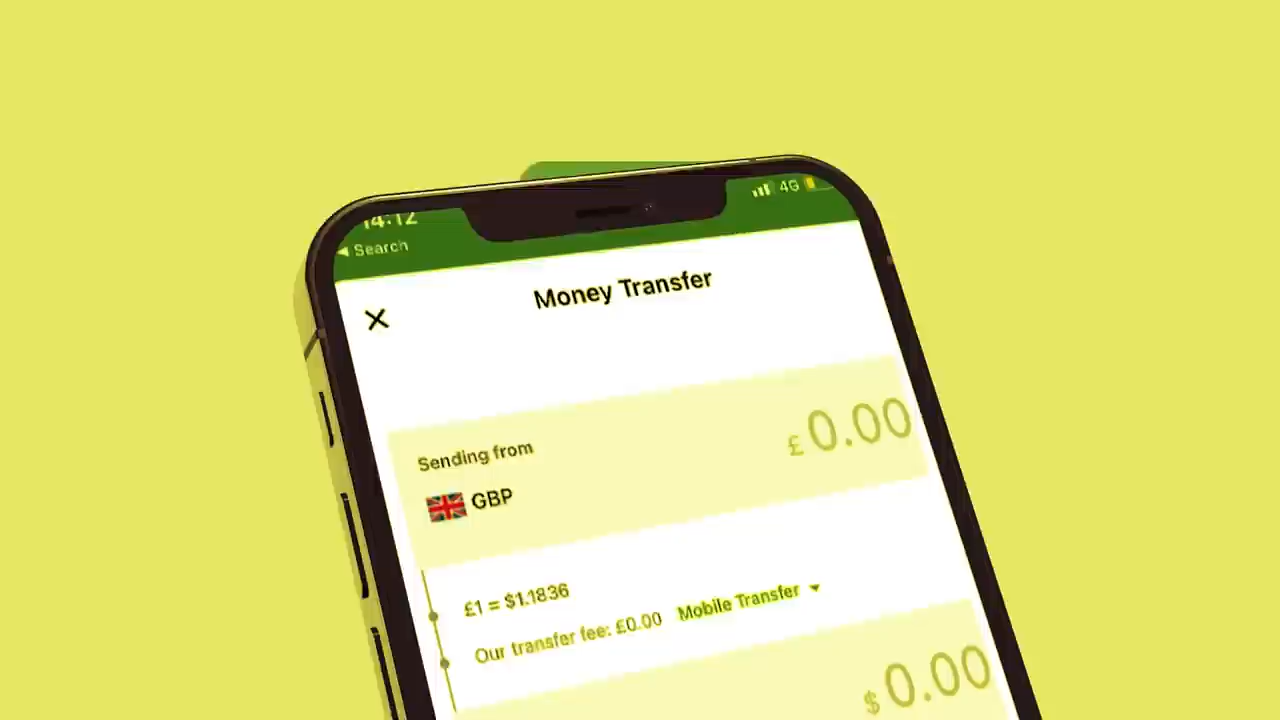 14:12
4G
◀ Search
Money Transfer
Sending from
£ 0.00
GBP
£1 = $1.1836
Our transfer fee: £0.00 Mobile Transfer
$ 0.00